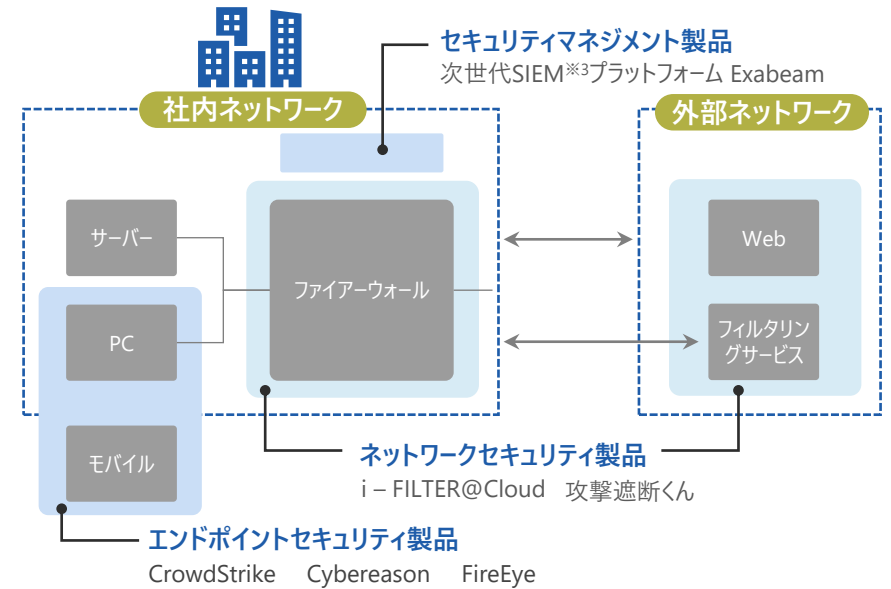 セキュリティマネジメント製品
次世代SIEM※3プラットフォーム Exabeam
社内ネットワーク
外部ネットワーク
サーバー
ファイアーウォール
Web
PC
フィルタリン
グサービス
モバイル
ネットワークセキュリティ製品
i – FILTER@Cloud 攻撃遮断くん
エンドポイントセキュリティ製品
CrowdStrike Cybereason FireEye